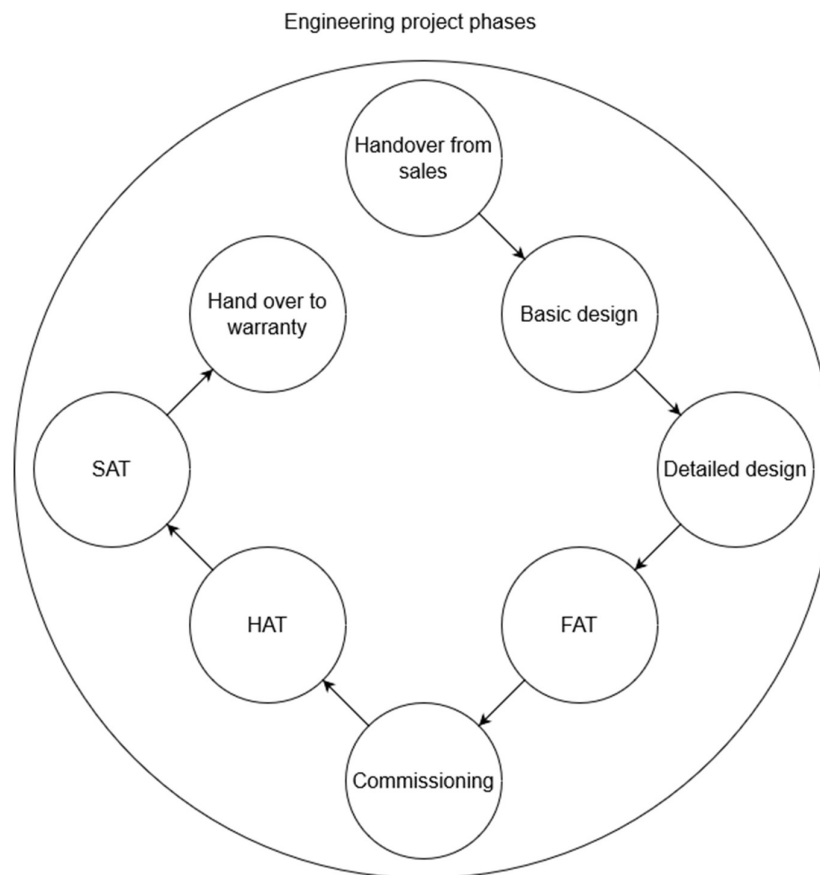 Engineering project phases
Handover from
sales
Basic design
Detailed design
FAT
Commissioning
HAT
SAT
Hand over to
warranty